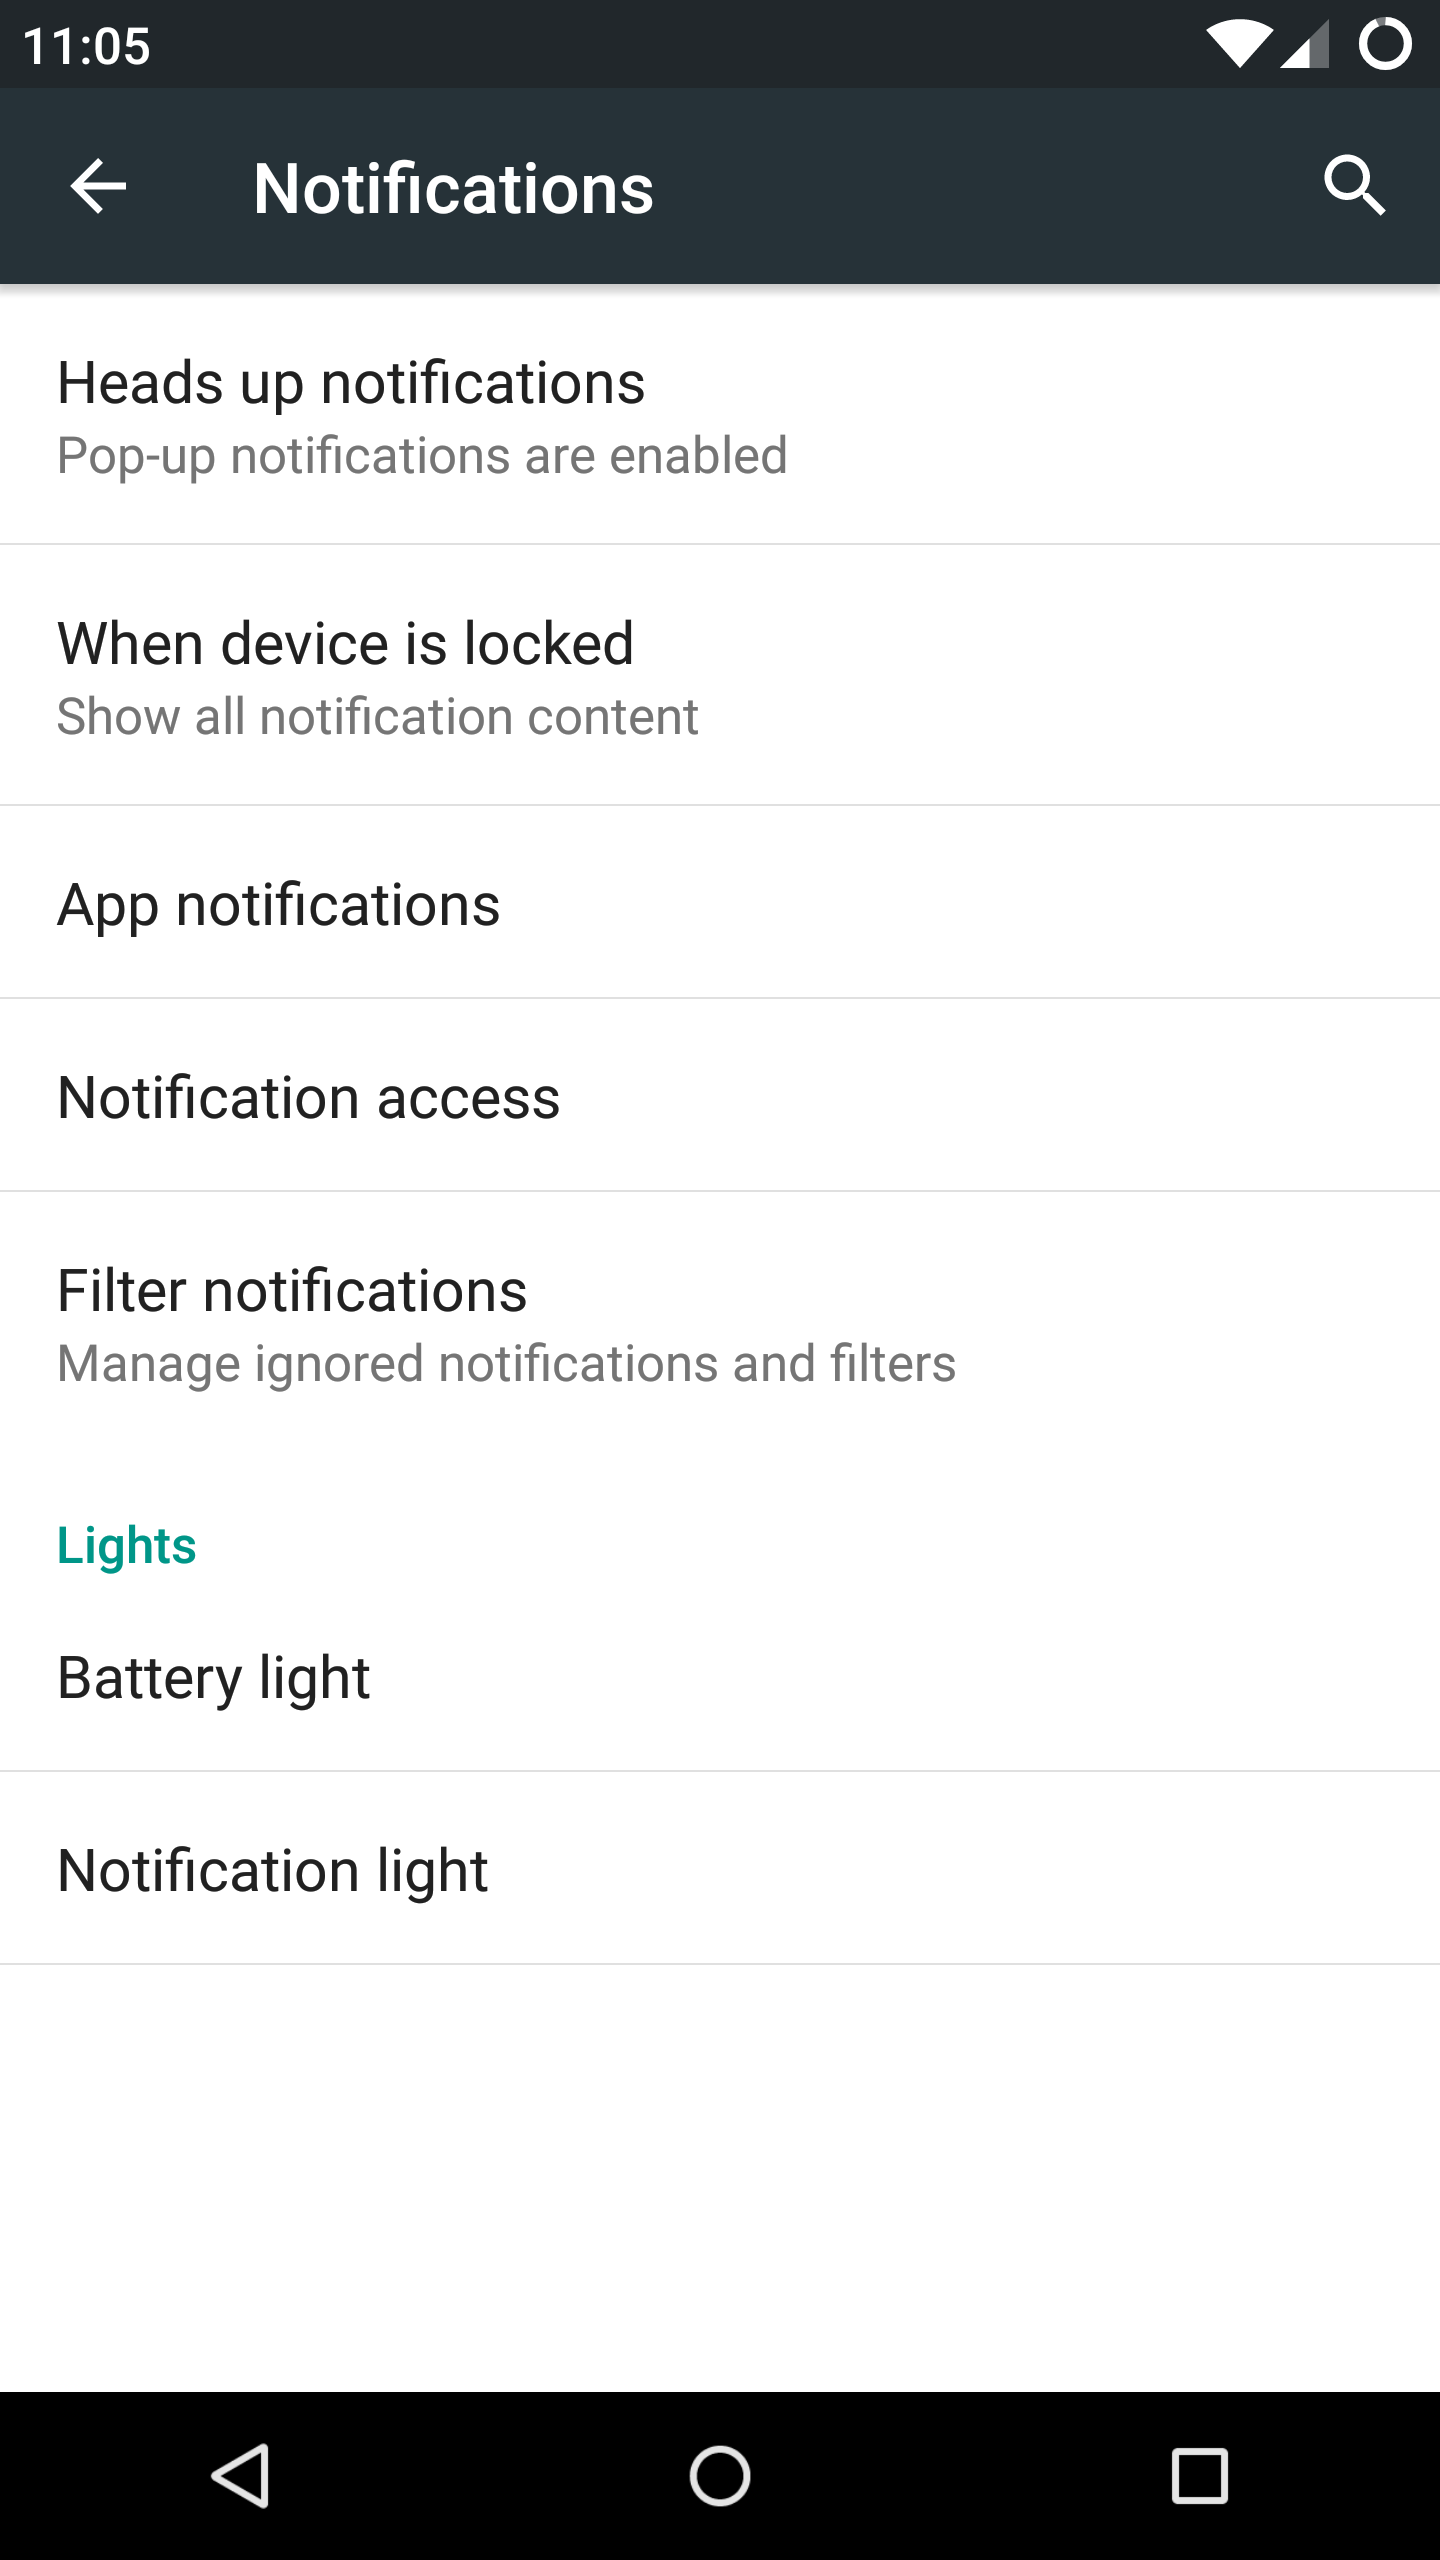 11:05
Notifications
Heads up notifications
Pop-up notifications are enabled
When device is locked
Show all notification content
App notifications
Notification access
Filter notifications
Manage ignored notifications and filters
Lights
Battery light
Notification light